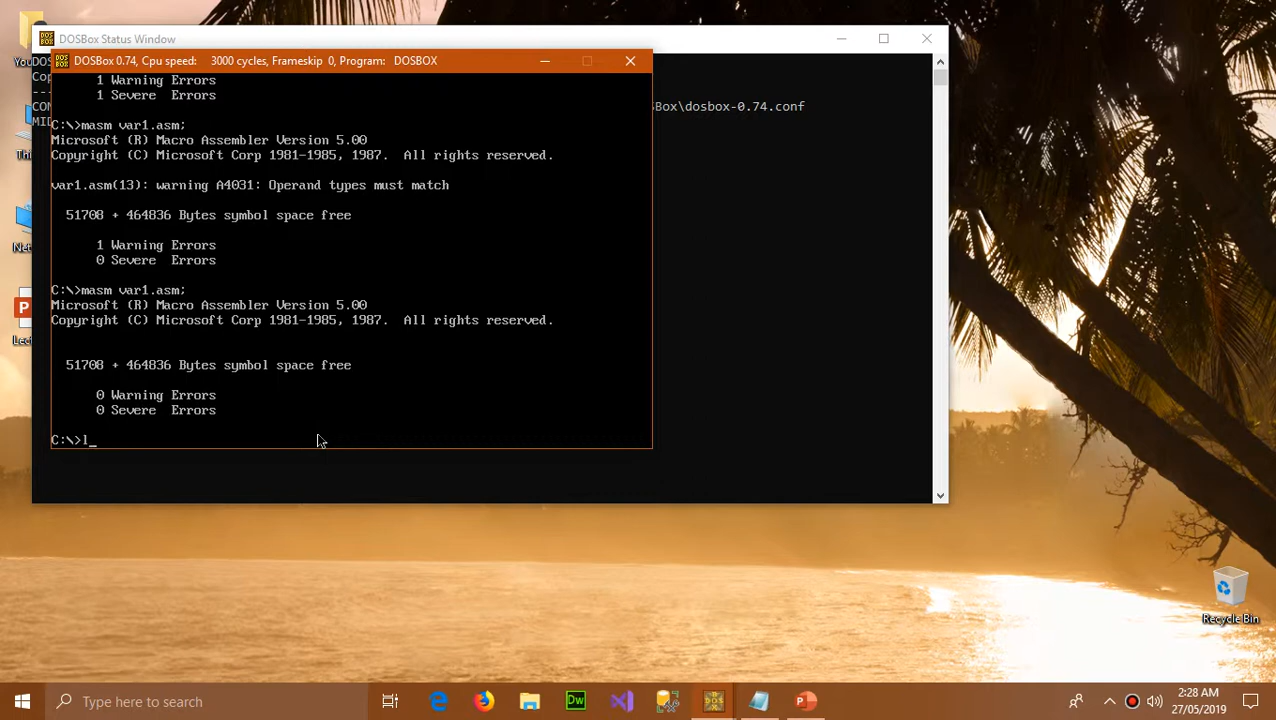 DOSBox Status Window
DOSBox 0.74, Cpu speed: 3000 cycles, Frameskip 0, Program: DOSBOX
Box\dosbox-0.74.conf
1 Warning Errors
1 Severe Errors
C:\>masm var1.asm;
Microsoft (R) Macro Assembler Version 5.00
Copyright (C) Microsoft Corp 1981-1985, 1987. All rights reserved.
var1.asm(13): warning A4031: Operand types must match
51708 + 464836 Bytes symbol space free
1 Warning Errors
0 Severe Errors
C:\>masm var1.asm;
Microsoft (R) Macro Assembler Version 5.00
Copyright (C) Microsoft Corp 1981-1985, 1987. All rights reserved.
51708 + 464836 Bytes symbol space free
0 Warning Errors
0 Severe Errors
C:\>l_
Recycle Bin
Type here to search
Dw
2:28 AM
27/05/2019